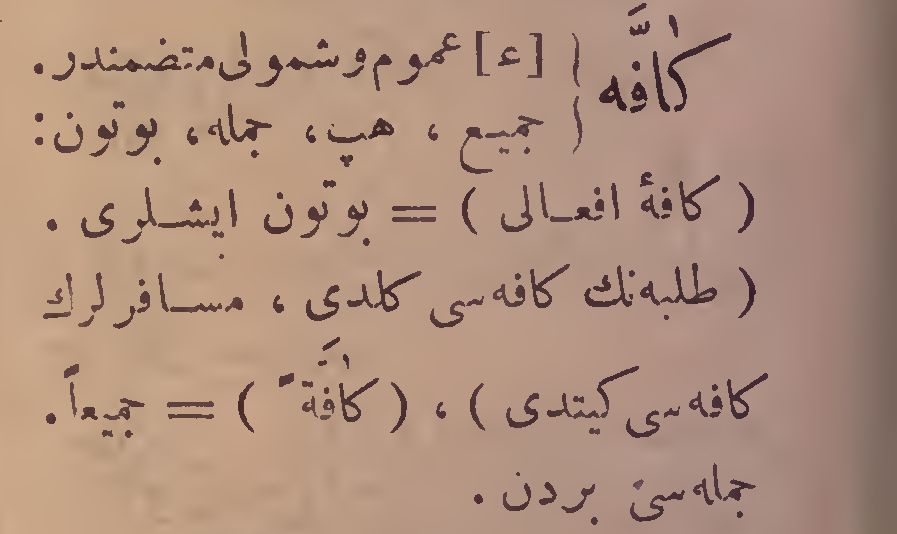 كافّه { [ء] عموم و شمولى متضمندر.
جميع ، هپ، جمله، بوتون:
( كافهٔ افعالى ) = بوتون ايشلرى .
( طلبه‌نك كافه‌سى كلدى ، مسافرلرك
كافه‌سى كيتدى ) ، ( كافّةً ) = جميعاً.
جمله‌سى بردن .